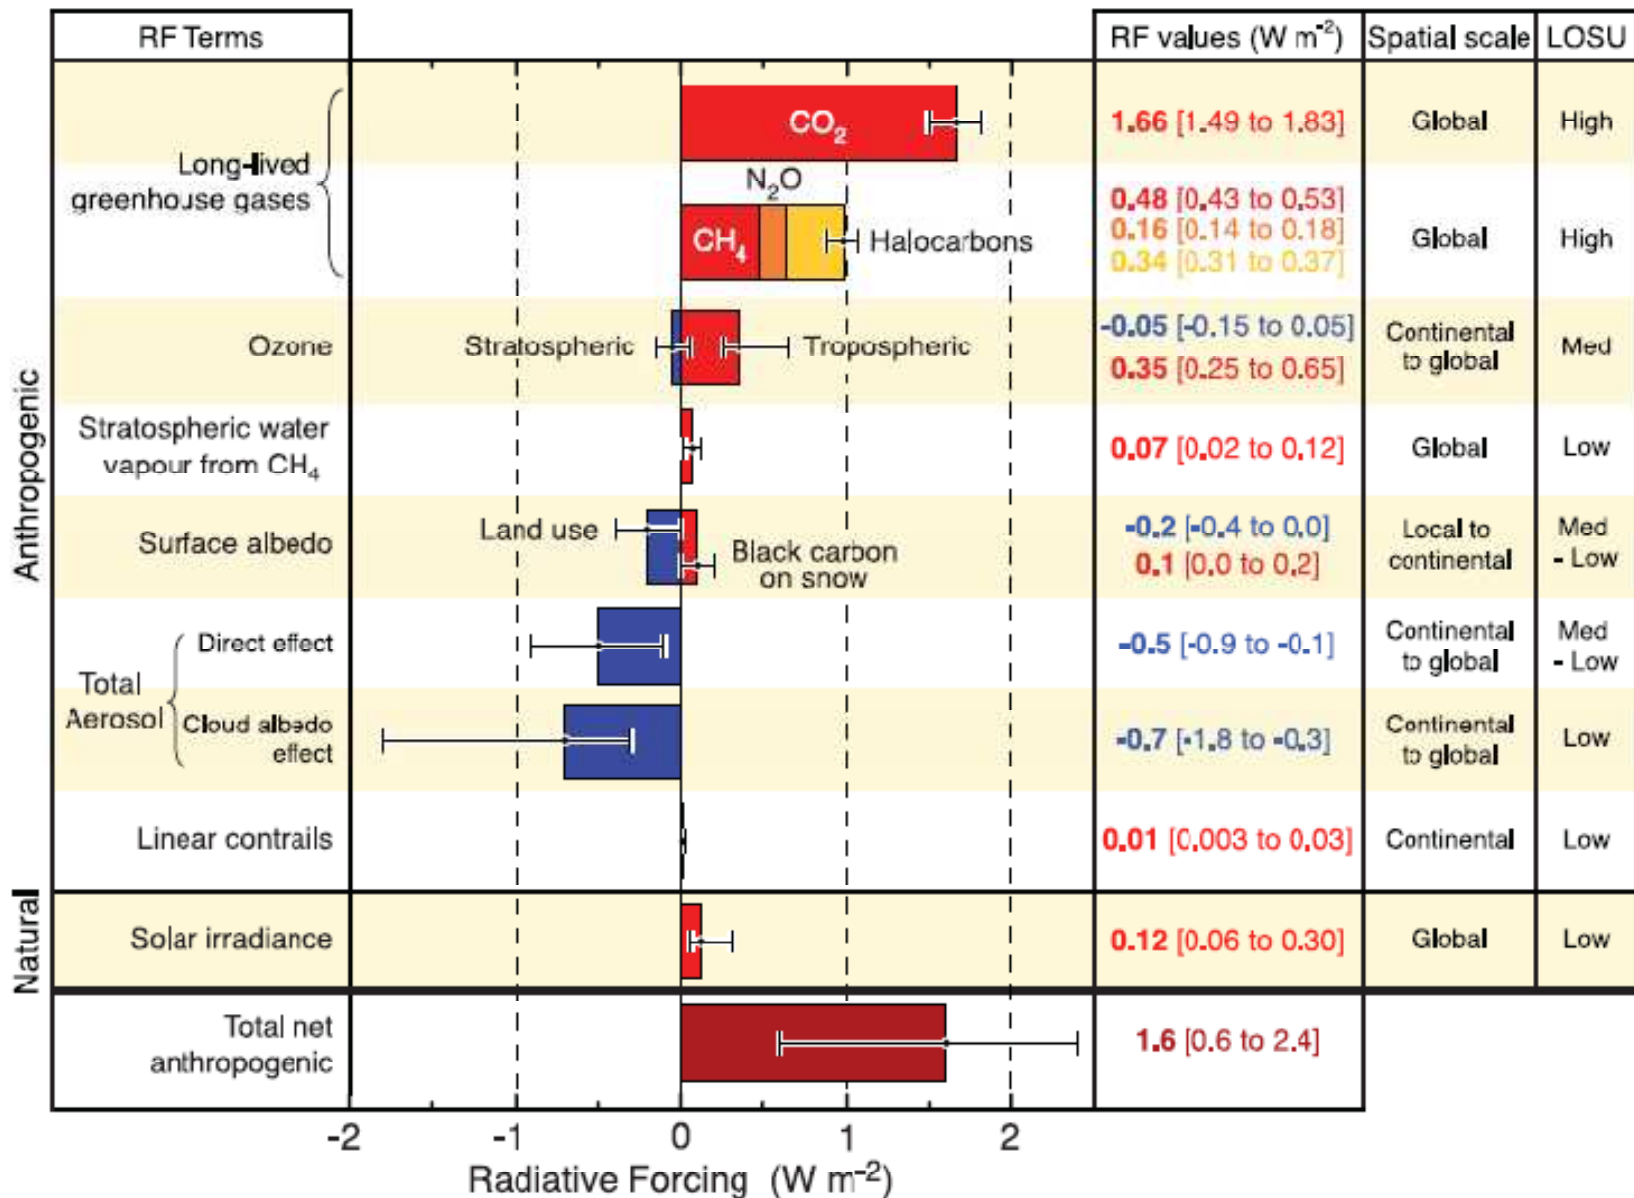 RF Terms
RF values (W m⁻²)
Spatial scale
LOSU
Anthropogenic
Long-lived
greenhouse gases
CO₂
1.66 [1.49 to 1.83]
Global
High
N₂O
CH₄
Halocarbons
0.48 [0.43 to 0.53]
0.16 [0.14 to 0.18]
0.34 [0.31 to 0.37]
Global
High
Ozone
Stratospheric
Tropospheric
-0.05 [-0.15 to 0.05]
0.35 [0.25 to 0.65]
Continental
to global
Med
Stratospheric water
vapour from CH₄
0.07 [0.02 to 0.12]
Global
Low
Surface albedo
Land use
Black carbon
on snow
-0.2 [-0.4 to 0.0]
0.1 [0.0 to 0.2]
Local to
continental
Med
- Low
Total
Aerosol
Direct effect
-0.5 [-0.9 to -0.1]
Continental
to global
Med
- Low
Cloud albedo
effect
-0.7 [-1.8 to -0.3]
Continental
to global
Low
Linear contrails
0.01 [0.003 to 0.03]
Continental
Low
Natural
Solar irradiance
0.12 [0.06 to 0.30]
Global
Low
Total net
anthropogenic
1.6 [0.6 to 2.4]
-2 -1 0 1 2
Radiative Forcing (W m⁻²)